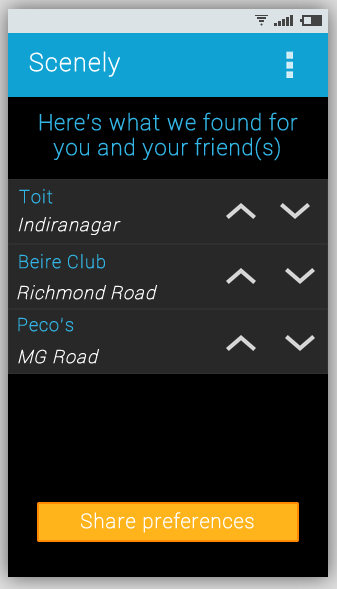 Scenely
Here's what we found for
you and your friend(s)
Toit
Indiranagar
Beire Club
Richmond Road
Peco's
MG Road
Share preferences